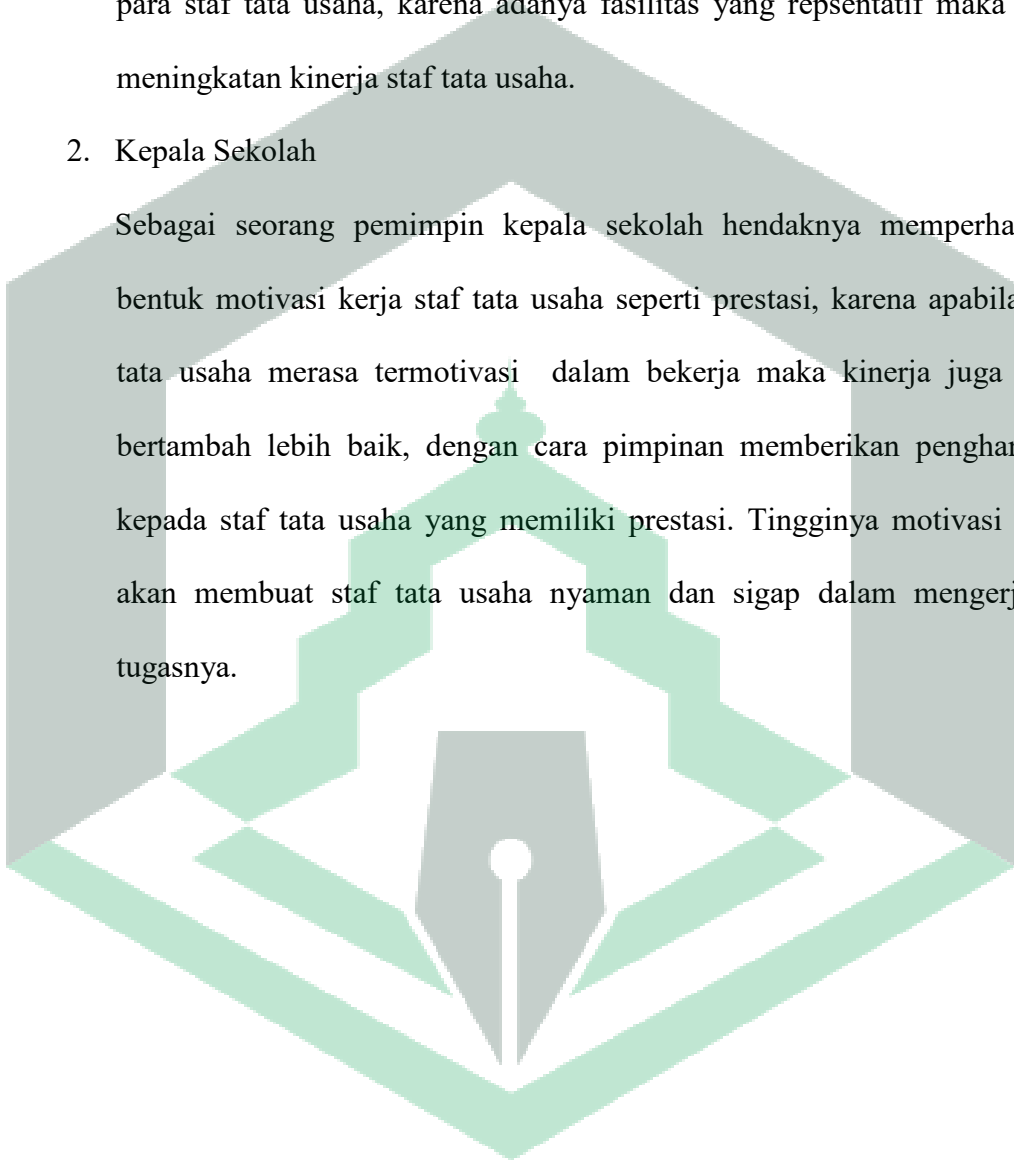 para staf tata usaha, karena adanya fasilitas yang repsentatif maka
meningkatan kinerja staf tata usaha.
2. Kepala Sekolah
Sebagai seorang pemimpin kepala sekolah hendaknya
bentuk motivasi kerja staf tata usaha seperti prestasi, karena apabila
tata usaha merasa termotivasi dalam bekerja maka kinerja juga
bertambah lebih baik, dengan cara pimpinan memberikan
kepada staf tata usaha yang memiliki prestasi. Tingginya motivasi
akan membuat staf tata usaha nyaman dan sigap dalam
tugasnya.